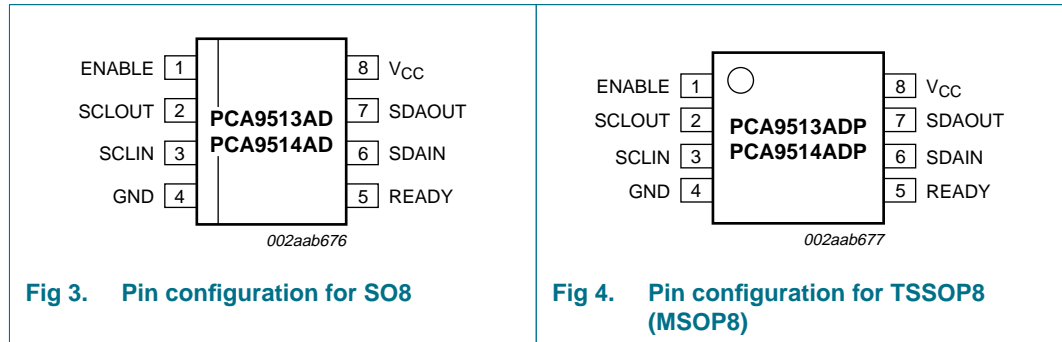 ENABLE 1 8 VCC
SCLOUT 2 PCA9513AD 7 SDAOUT
SCLIN 3 PCA9514AD 6 SDAIN
GND 4 5 READY
002aab676
Fig 3. Pin configuration for SO8
ENABLE 1 8 VCC
SCLOUT 2 PCA9513ADP 7 SDAOUT
SCLIN 3 PCA9514ADP 6 SDAIN
GND 4 5 READY
002aab677
Fig 4. Pin configuration for TSSOP8
(MSOP8)